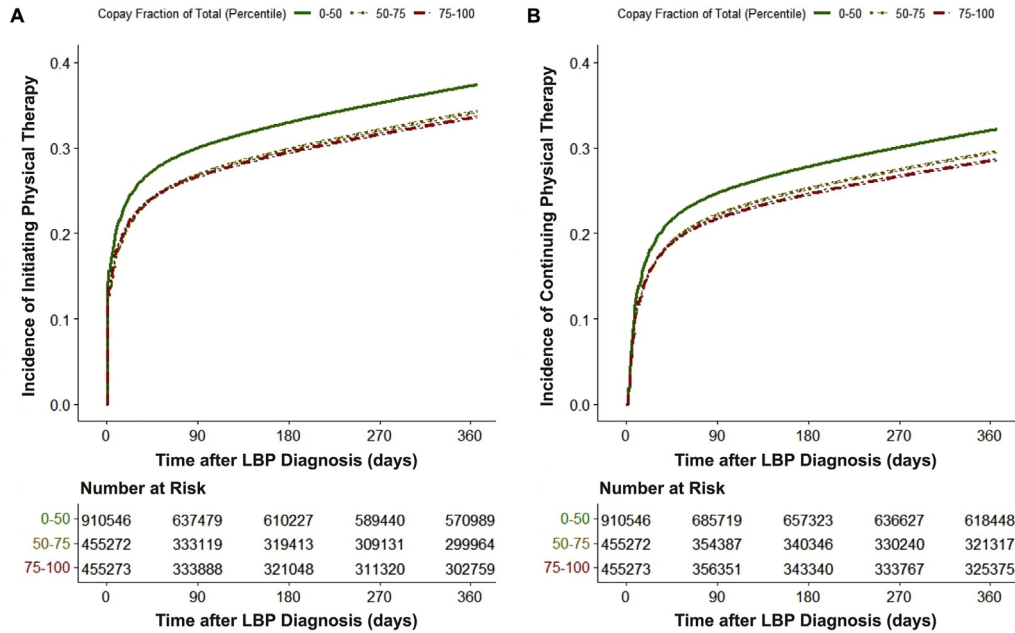 A
Copay Fraction of Total (Percentile) 0-50 50-75 75-100
Incidence of Initiating Physical Therapy
0.4
0.3
0.2
0.1
0.0
0 90 180 270 360
Time after LBP Diagnosis (days)
Number at Risk
0-50 910546 637479 610227 589440 570989
50-75 455272 333119 319413 309131 299964
75-100 455273 333888 321048 311320 302759
0 90 180 270 360
Time after LBP Diagnosis (days)
B
Copay Fraction of Total (Percentile) 0-50 50-75 75-100
Incidence of Continuing Physical Therapy
0.4
0.3
0.2
0.1
0.0
0 90 180 270 360
Time after LBP Diagnosis (days)
Number at Risk
0-50 910546 685719 657323 636627 618448
50-75 455272 354387 340346 330240 321317
75-100 455273 356351 343340 333767 325375
0 90 180 270 360
Time after LBP Diagnosis (days)